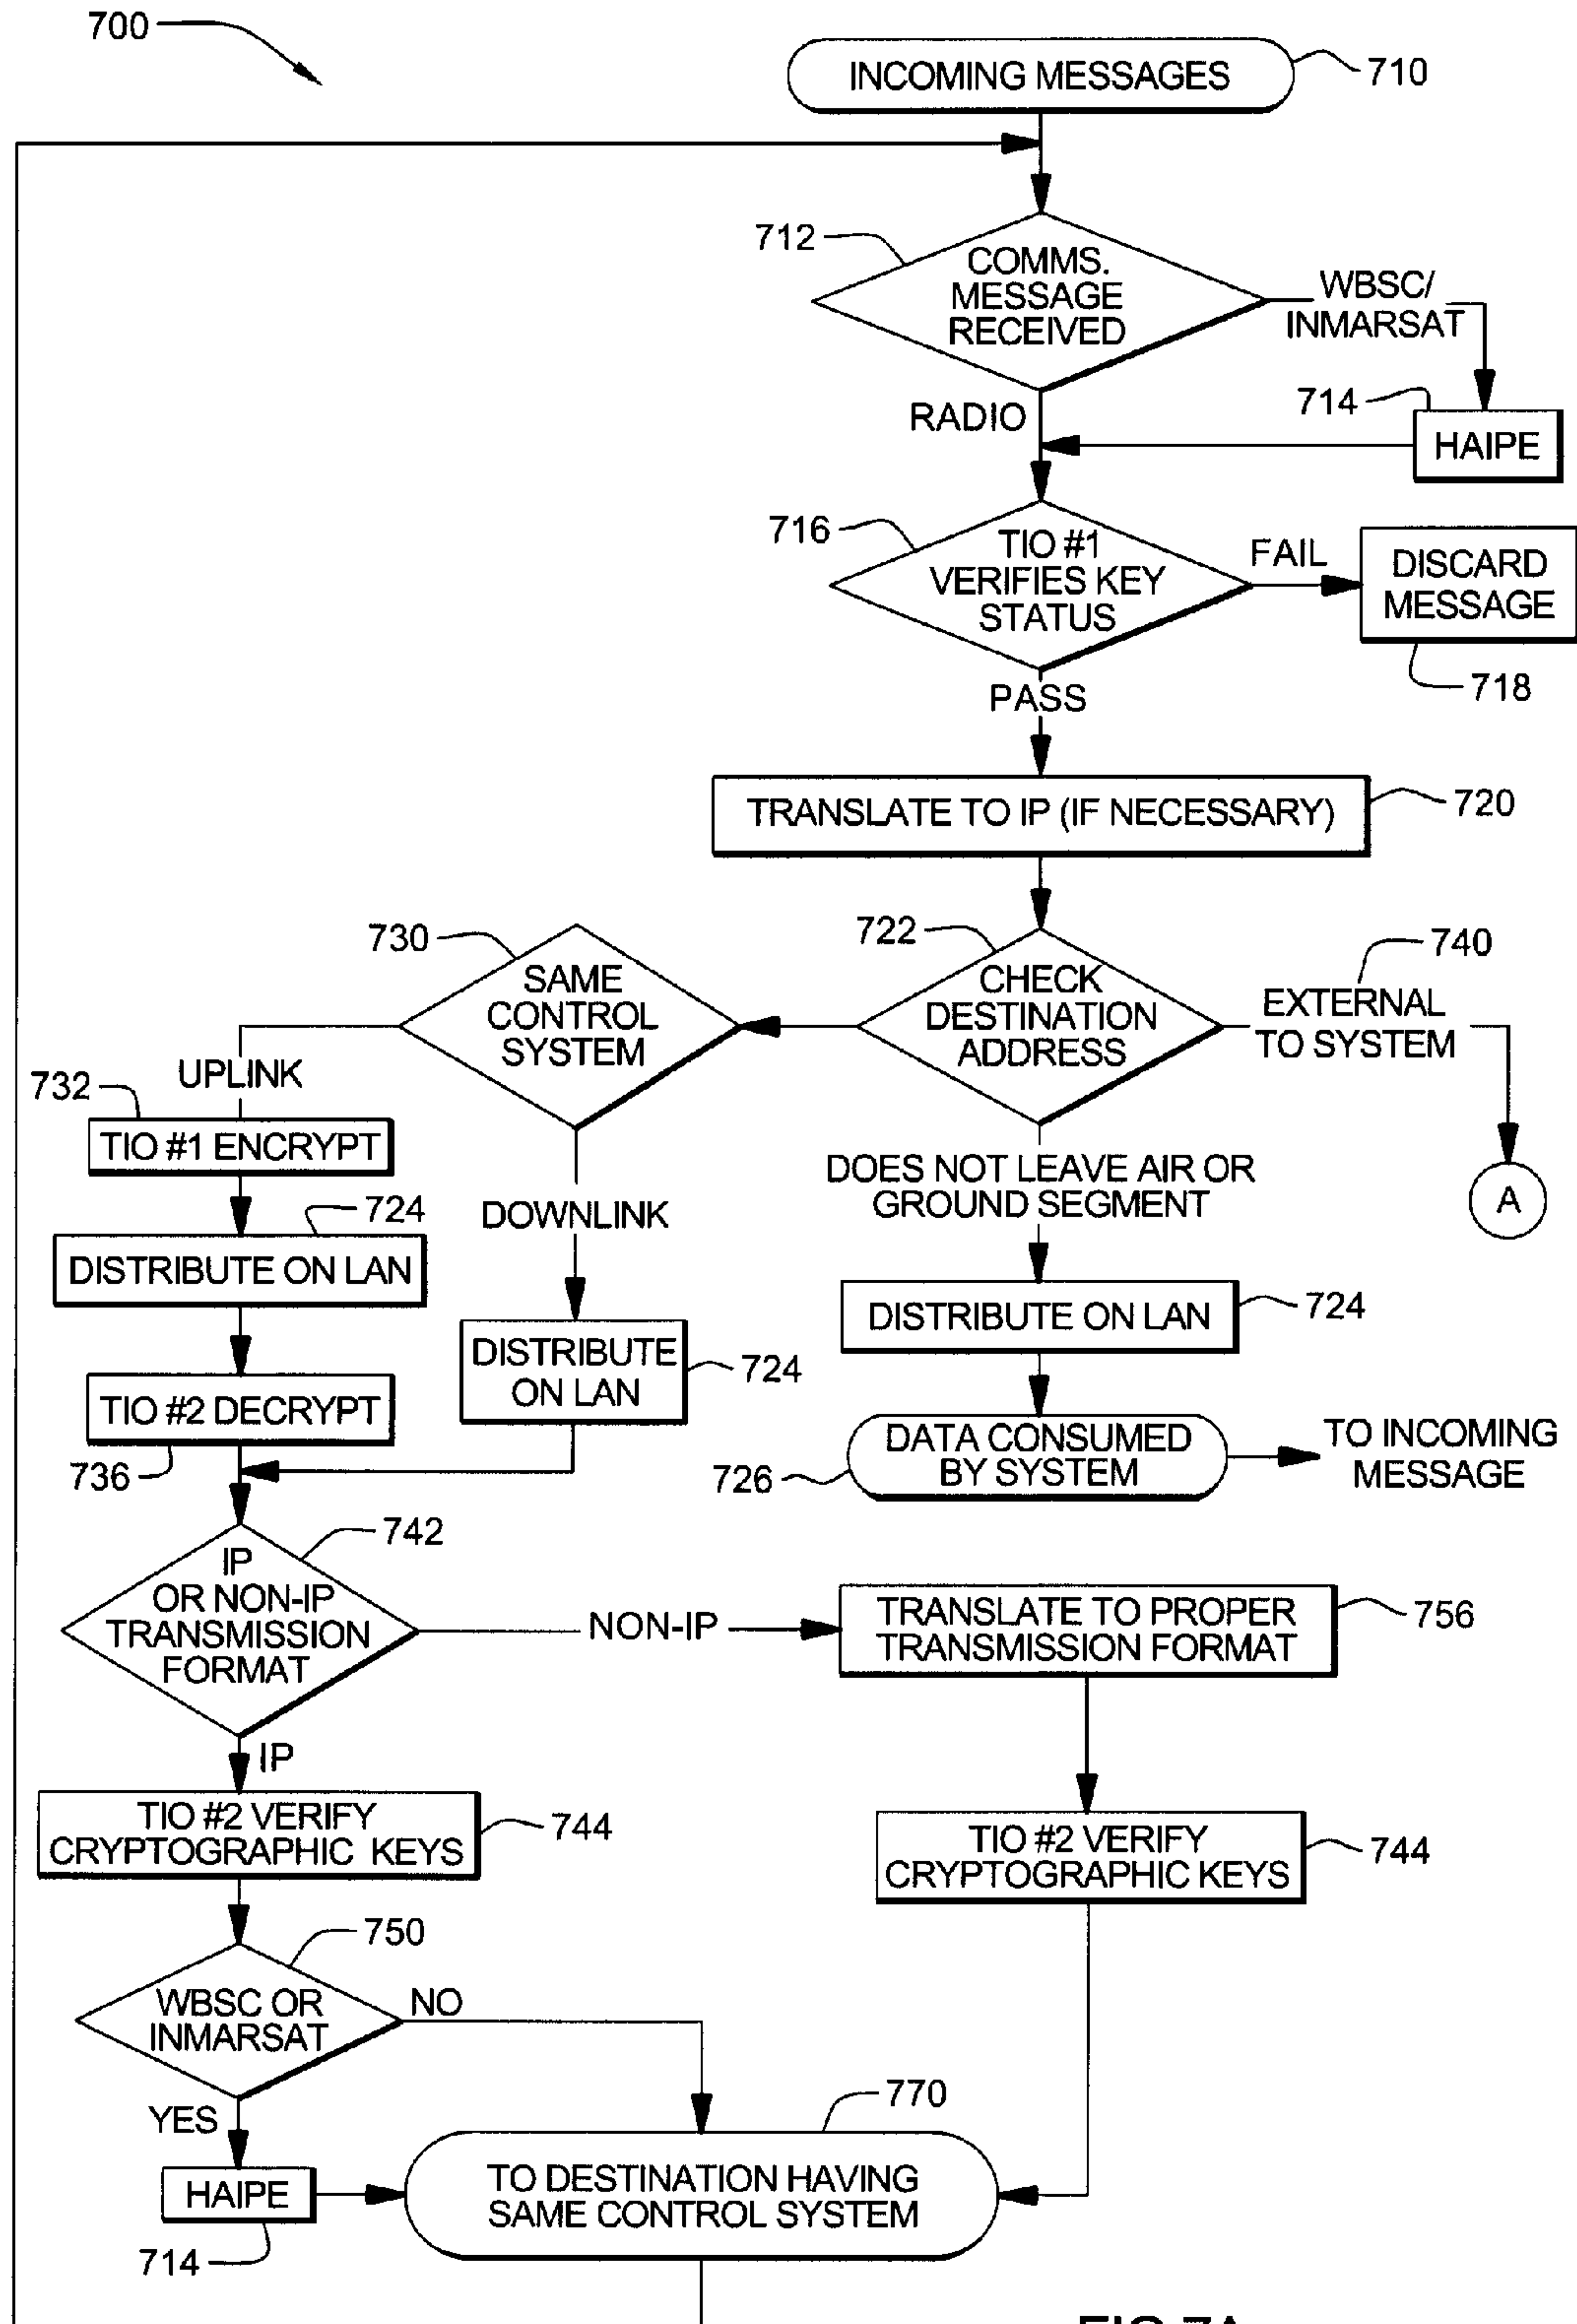 700
INCOMING MESSAGES
710
712
COMMS.
MESSAGE
RECEIVED
WBSC/
INMARSAT
RADIO
714
HAIPE
716
TIO #1
VERIFIES KEY
STATUS
FAIL
DISCARD
MESSAGE
718
PASS
TRANSLATE TO IP (IF NECESSARY)
720
730
SAME
CONTROL
SYSTEM
722
CHECK
DESTINATION
ADDRESS
740
EXTERNAL
TO SYSTEM
A
UPLINK
732
TIO #1 ENCRYPT
724
DISTRIBUTE ON LAN
TIO #2 DECRYPT
736
DOWNLINK
DISTRIBUTE
ON LAN
724
DOES NOT LEAVE AIR OR
GROUND SEGMENT
DISTRIBUTE ON LAN
724
DATA CONSUMED
BY SYSTEM
726
TO INCOMING
MESSAGE
742
IP
OR NON-IP
TRANSMISSION
FORMAT
NON-IP
TRANSLATE TO PROPER
TRANSMISSION FORMAT
756
IP
TIO #2 VERIFY
CRYPTOGRAPHIC KEYS
744
TIO #2 VERIFY
CRYPTOGRAPHIC KEYS
744
750
WBSC OR
INMARSAT
NO
YES
HAIPE
714
770
TO DESTINATION HAVING
SAME CONTROL SYSTEM
FIG 7A